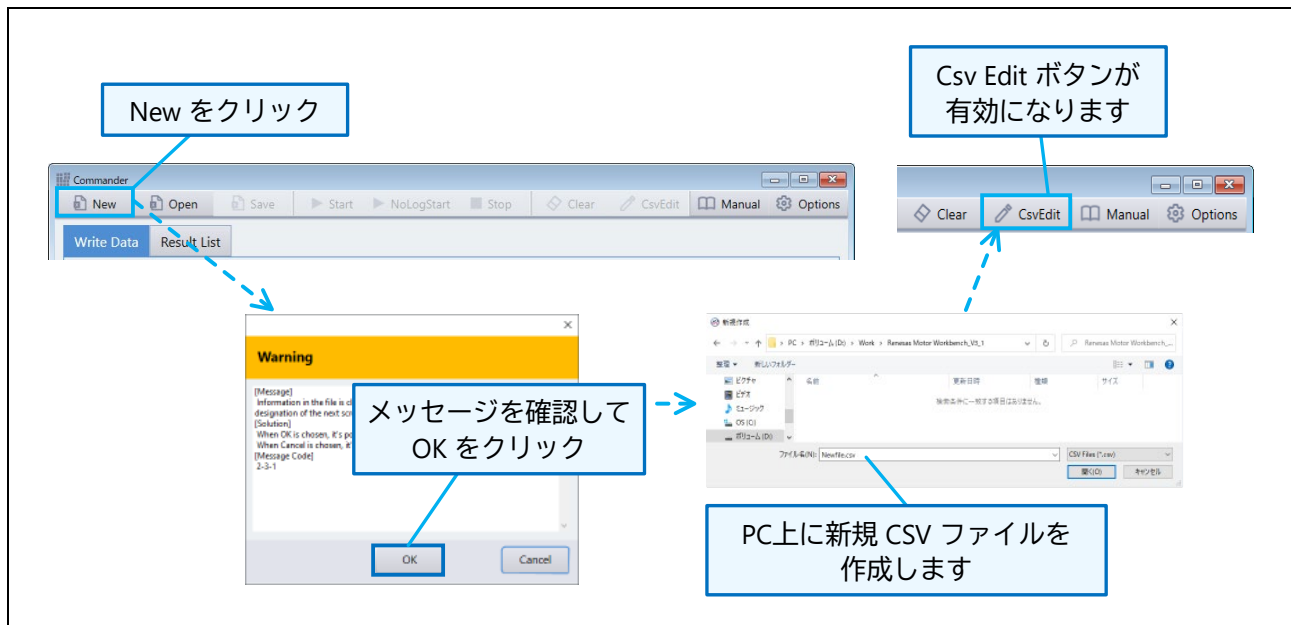 New をクリック
Csv Edit ボタンが
有効になります
Commander
New Open Save Start NoLogStart Stop Clear CsvEdit Manual Options
Write Data Result List
Clear CsvEdit Manual Options
Warning
[Message]
Information in the file is c
designation of the next scr
[Solution]
When OK is chosen, it's po
When Cancel is chosen, it'
[Message Code]
2-3-1
OK Cancel
メッセージを確認して
OK をクリック
新規作成
PC › ボリューム (D:) › Work › Renesas Motor Workbench_V3_1
Renesas Motor Workbench_...
整理 新しいフォルダー
ピクチャ
ビデオ
ミュージック
OS (C:)
ボリューム (D:)
名前 更新日時 種類 サイズ
検索条件に一致する項目はありません。
ファイル名(N): Newfile.csv
CSV Files (*.csv)
開く(O) キャンセル
PC上に新規 CSV ファイルを
作成します